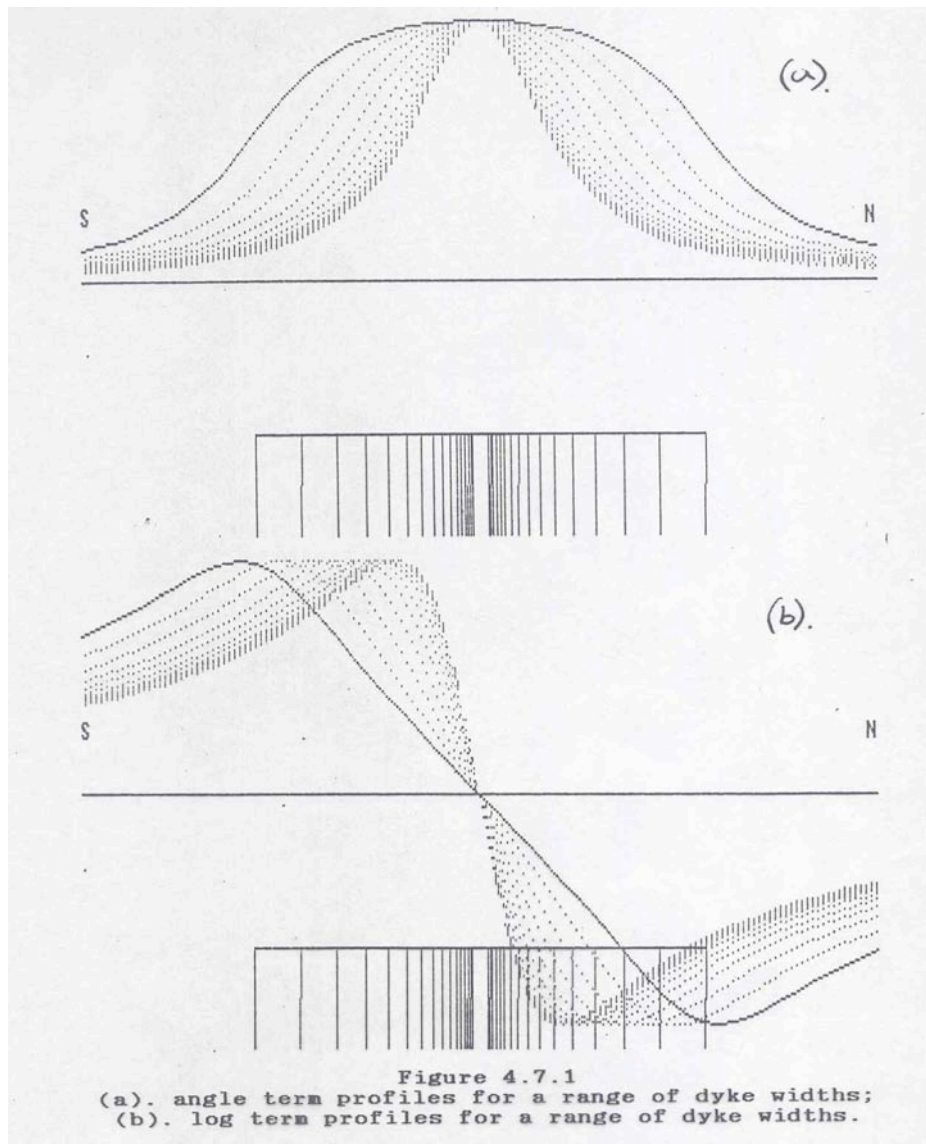 (a).
S N
(b).
S N
Figure 4.7.1
(a). angle term profiles for a range of dyke widths;
(b). log term profiles for a range of dyke widths.